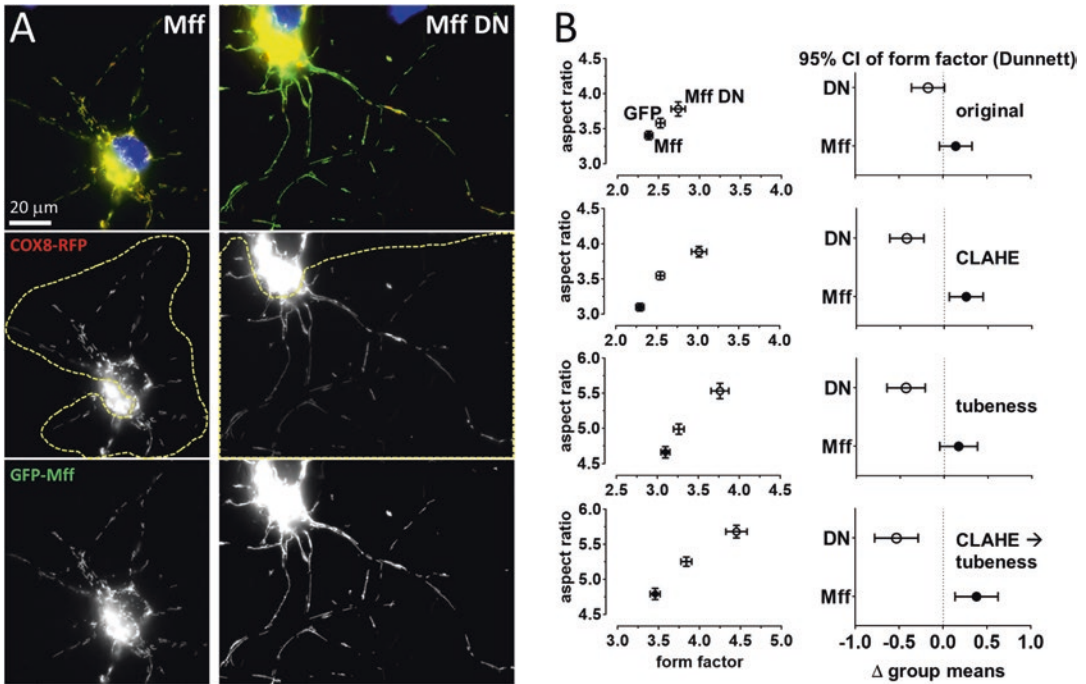 A
Mff
Mff DN
20 µm
COX8-RFP
GFP-Mff
B
95% CI of form factor (Dunnett)
aspect ratio
4.5
4.0
3.5
3.0
GFP
Mff DN
Mff
2.0 2.5 3.0 3.5 4.0
DN
Mff
original
aspect ratio
4.5
4.0
3.5
3.0
2.0 2.5 3.0 3.5 4.0
DN
Mff
CLAHE
aspect ratio
6.0
5.5
5.0
4.5
2.5 3.0 3.5 4.0 4.5
DN
Mff
tubeness
aspect ratio
6.0
5.5
5.0
4.5
3.0 3.5 4.0 4.5 5.0
form factor
DN
Mff
CLAHE →
tubeness
-1.0 -0.5 0.0 0.5 1.0
Δ group means